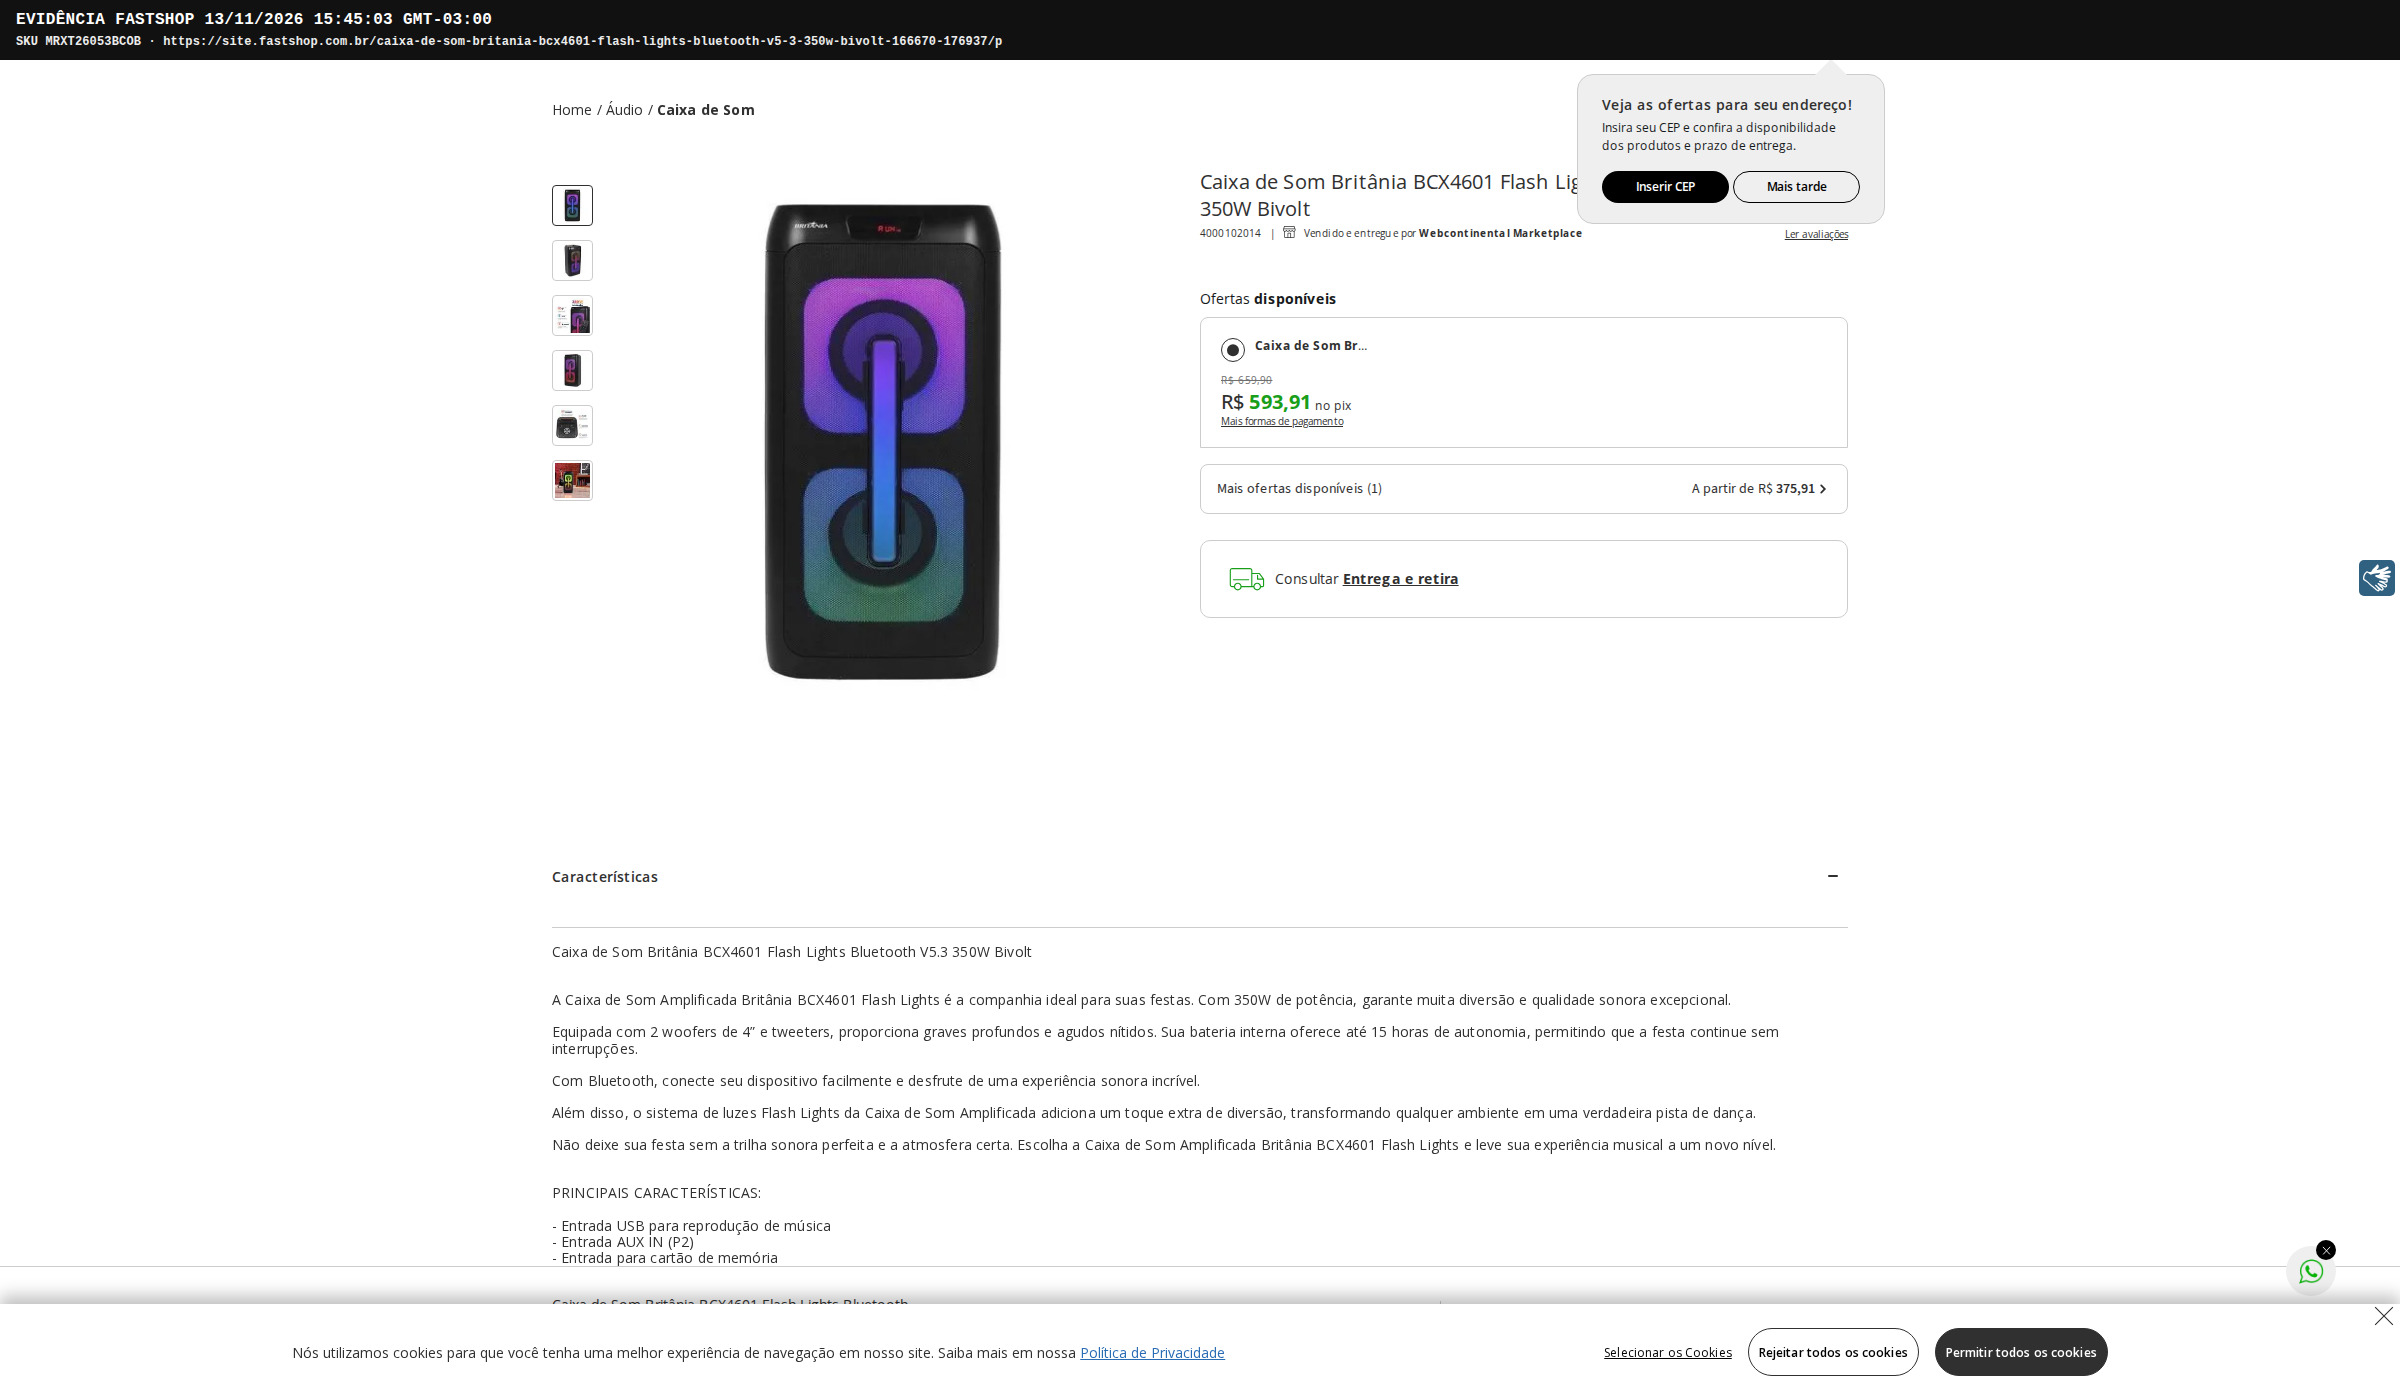 EVIDÊNCIA FASTSHOP 13/11/2026 15:45:03 GMT-03:00
SKU MRXT26053BCOB · https://site.fastshop.com.br/caixa-de-som-britania-bcx4601-flash-lights-bluetooth-v5-3-350w-bivolt-166670-176937/p
Home / Áudio / Caixa de Som
Veja as ofertas para seu endereço!
Insira seu CEP e confira a disponibilidade
dos produtos e prazo de entrega.
Inserir CEP
Mais tarde
BRITÂNIA
Caixa de Som Britânia BCX4601 Flash Lig
350W Bivolt
4000102014 | Vendido e entregue por Webcontinental Marketplace
Ler avaliações
Ofertas disponíveis
Caixa de Som Br...
R$ 659,90
R$ 593,91 no pix
Mais formas de pagamento
Mais ofertas disponíveis (1)
A partir de R$ 375,91
Consultar Entrega e retira
Características
Caixa de Som Britânia BCX4601 Flash Lights Bluetooth V5.3 350W Bivolt
A Caixa de Som Amplificada Britânia BCX4601 Flash Lights é a companhia ideal para suas festas. Com 350W de potência, garante muita diversão e qualidade sonora excepcional.
Equipada com 2 woofers de 4” e tweeters, proporciona graves profundos e agudos nítidos. Sua bateria interna oferece até 15 horas de autonomia, permitindo que a festa continue sem
interrupções.
Com Bluetooth, conecte seu dispositivo facilmente e desfrute de uma experiência sonora incrível.
Além disso, o sistema de luzes Flash Lights da Caixa de Som Amplificada adiciona um toque extra de diversão, transformando qualquer ambiente em uma verdadeira pista de dança.
Não deixe sua festa sem a trilha sonora perfeita e a atmosfera certa. Escolha a Caixa de Som Amplificada Britânia BCX4601 Flash Lights e leve sua experiência musical a um novo nível.
PRINCIPAIS CARACTERÍSTICAS:
- Entrada USB para reprodução de música
- Entrada AUX IN (P2)
- Entrada para cartão de memória
Caixa de Som Britânia BCX4601 Flash Lights Bluetooth
Nós utilizamos cookies para que você tenha uma melhor experiência de navegação em nosso site. Saiba mais em nossa Política de Privacidade
Selecionar os Cookies
Rejeitar todos os cookies
Permitir todos os cookies